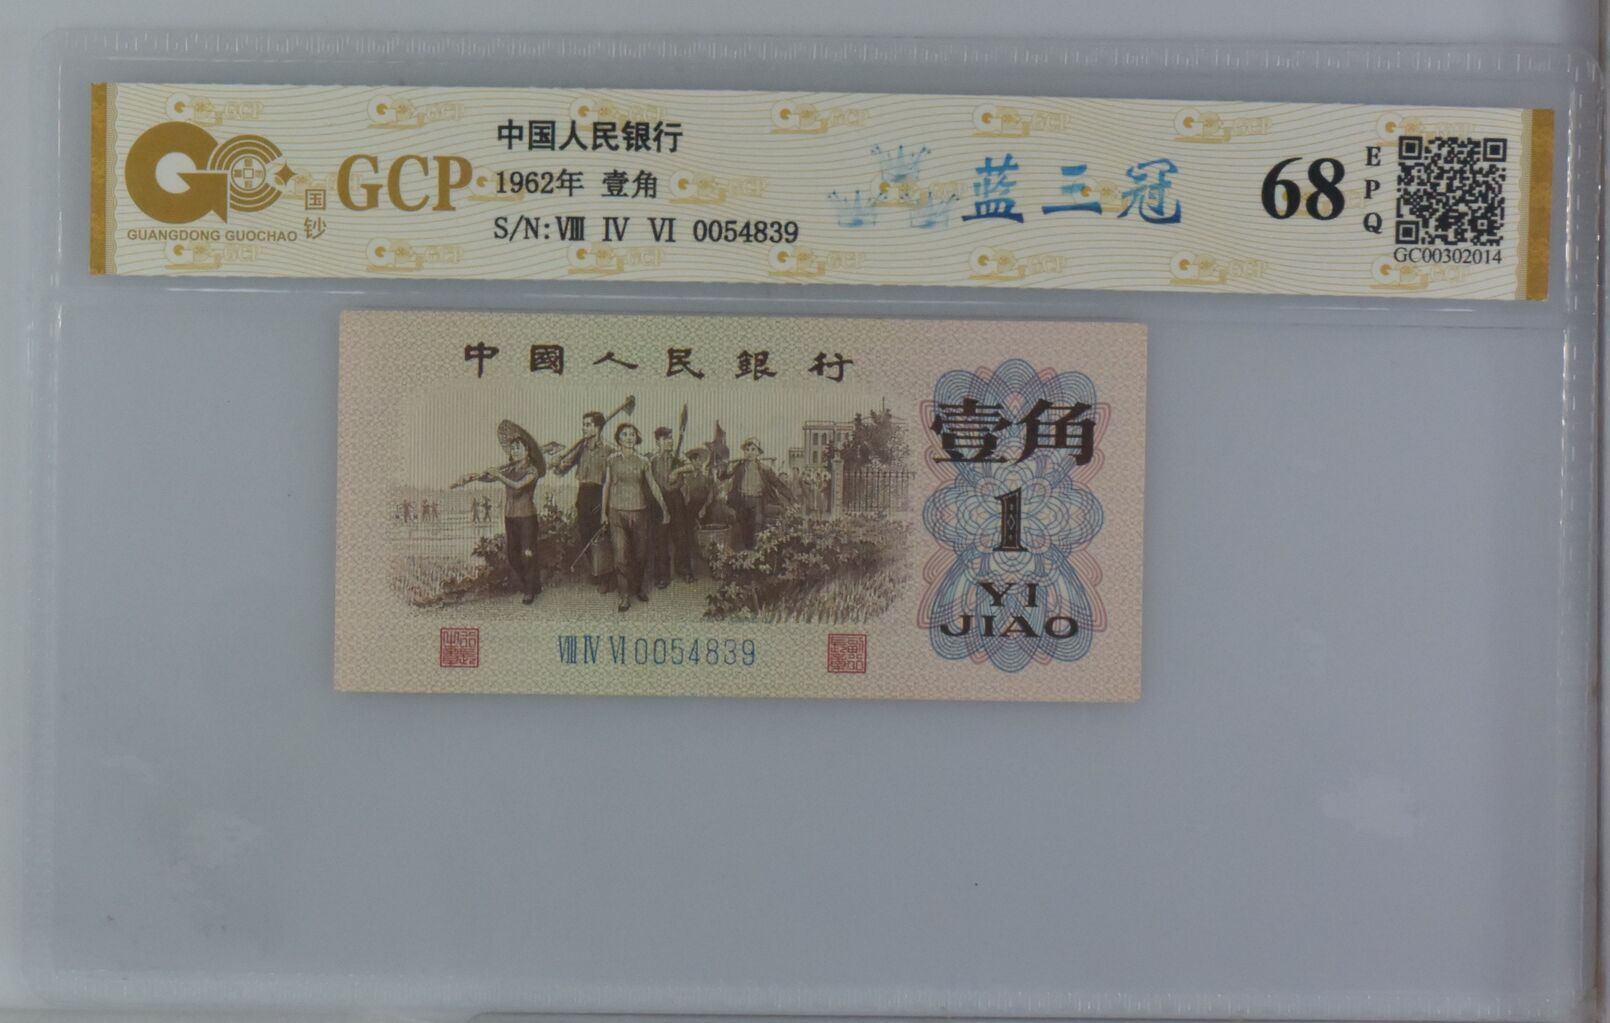 GUANGDONG GUOCHAO
国钞
GCP
中国人民银行
1962年 壹角
S/N:Ⅷ Ⅳ Ⅵ 0054839
蓝三冠
68
EPQ
GC00302014
中國人民銀行
壹角
1
YI
JIAO
Ⅷ Ⅳ Ⅵ 0054839